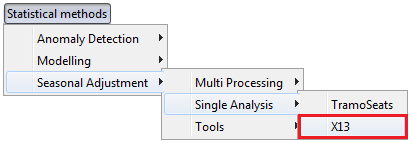 Statistical methods
Anomaly Detection
Modelling
Seasonal Adjustment
Multi Processing
Single Analysis
Tools
TramoSeats
X13